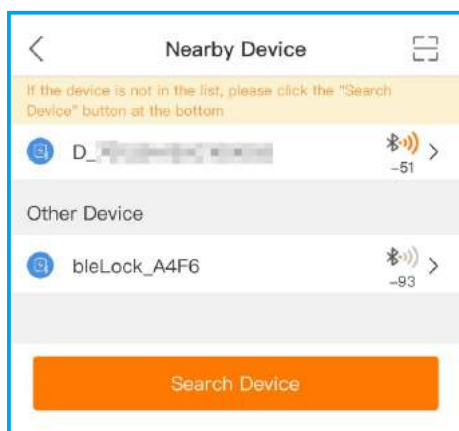 Nearby Device
If the device is not in the list, please click the "Search
Device" button at the bottom
D_
-51
Other Device
bleLock_A4F6
-93
Search Device